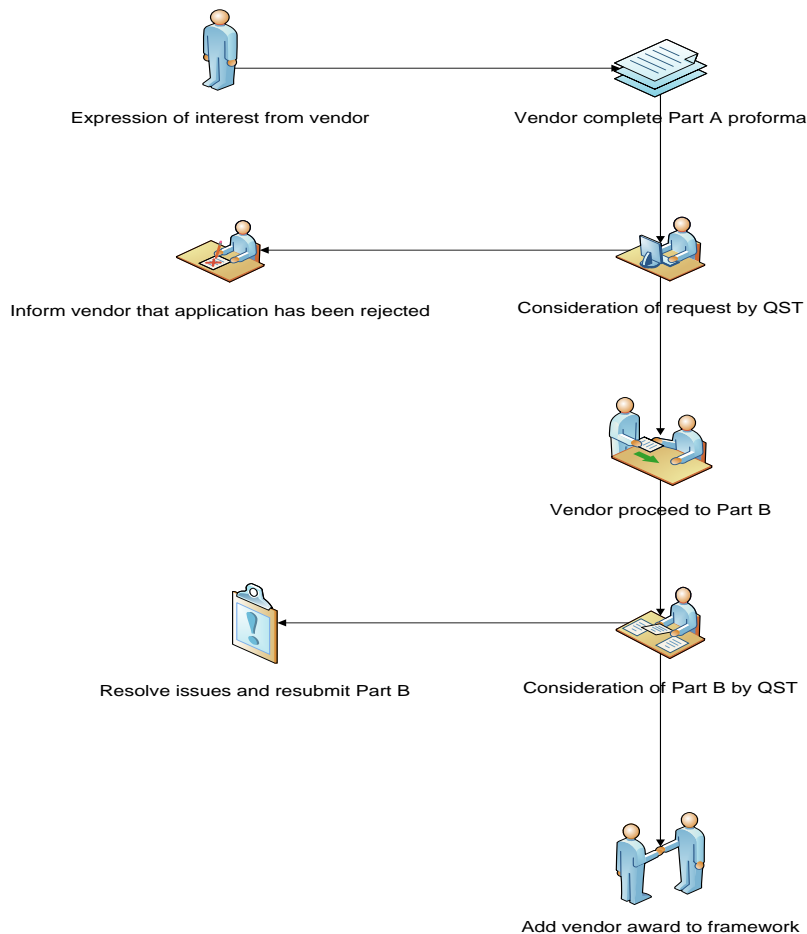 Expression of interest from vendor
Vendor complete Part A proforma
Inform vendor that application has been rejected
Consideration of request by QST
Vendor proceed to Part B
Resolve issues and resubmit Part B
Consideration of Part B by QST
Add vendor award to framework